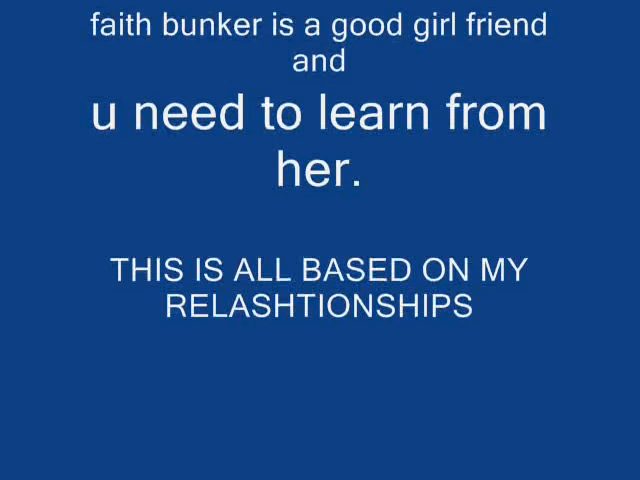 faith bunker is a good girl friend
and
u need to learn from
her.
THIS IS ALL BASED ON MY
RELASHTIONSHIPS